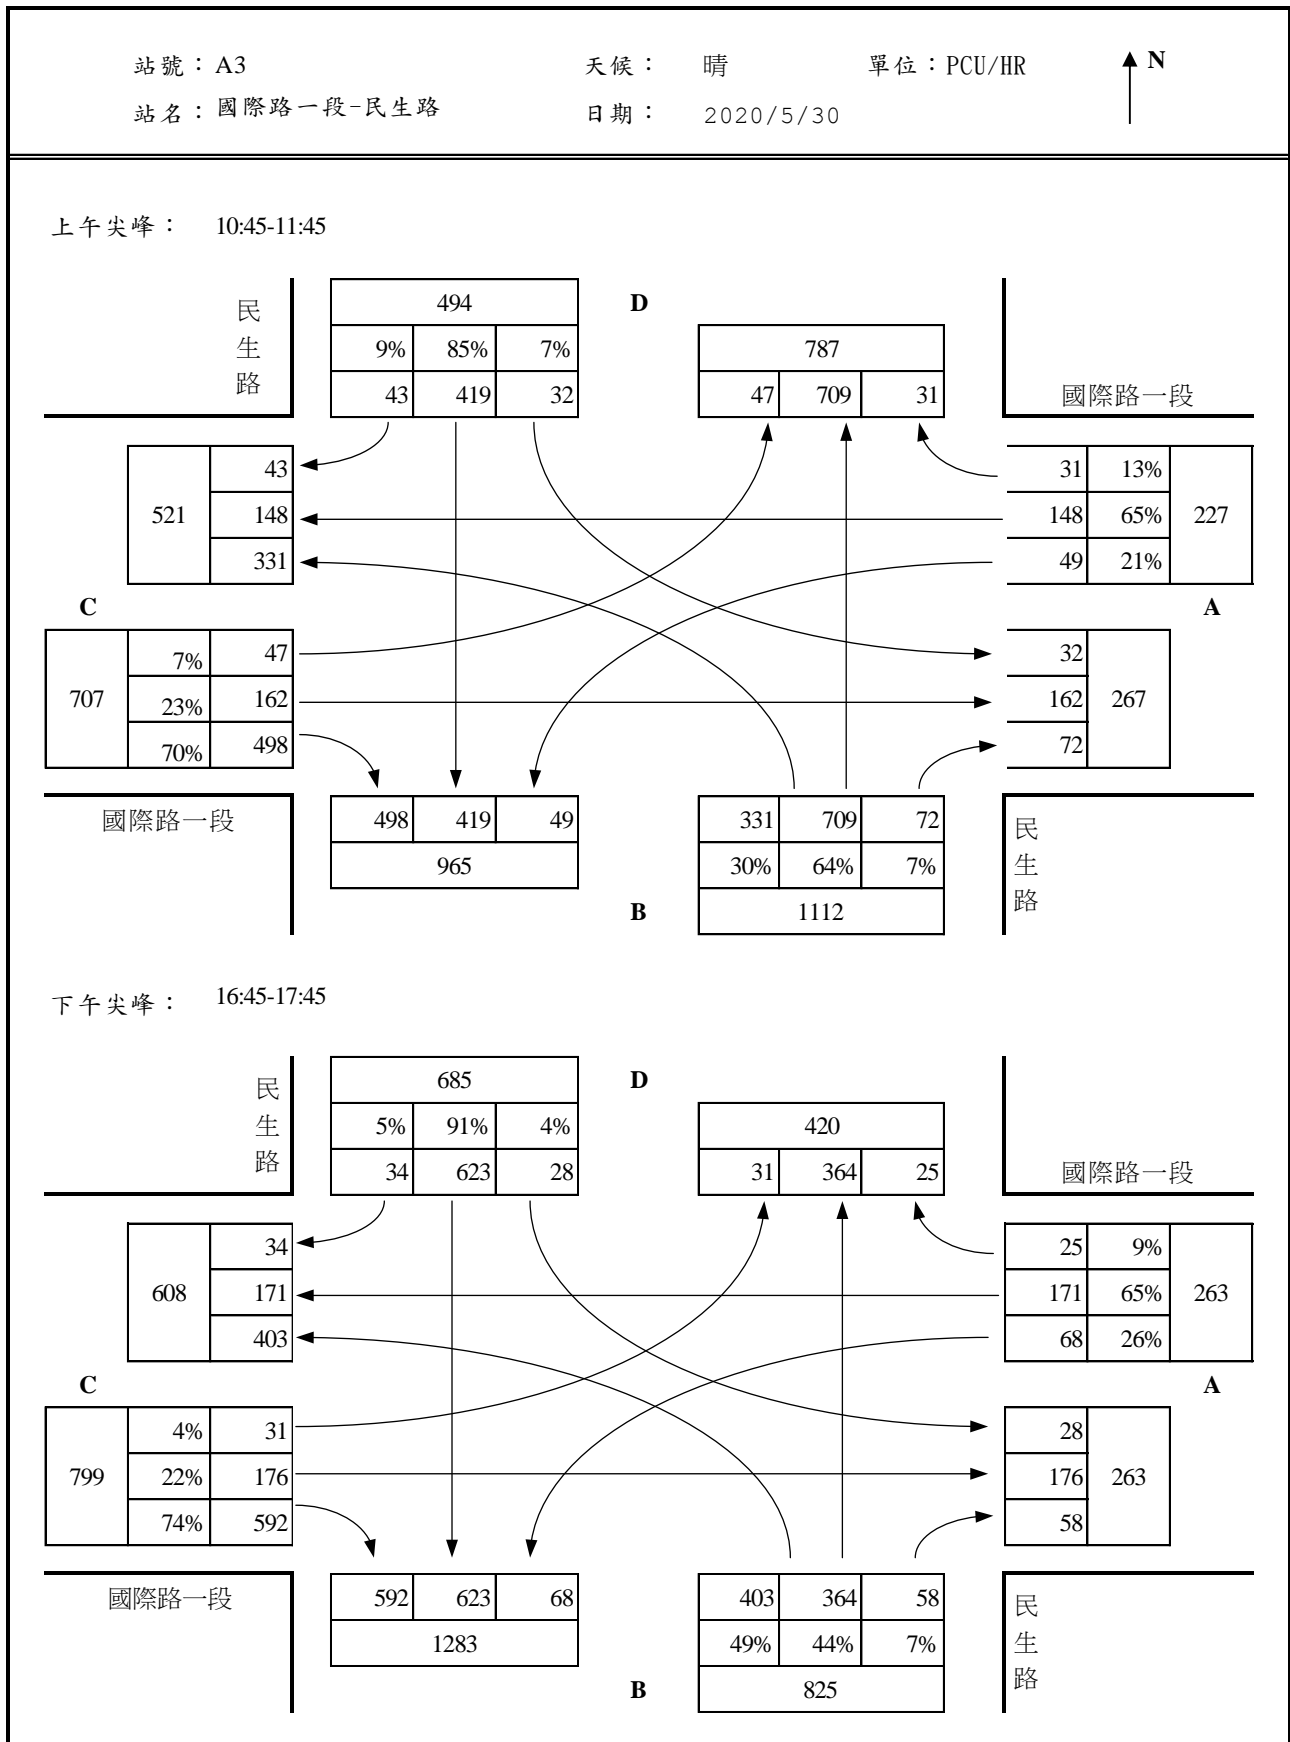 站號：A3 天候： 晴 單位：PCU/HR N
站名：國際路一段-民生路 日期： 2020/5/30
上午尖峰： 10:45-11:45
民生路
494
D
9% 85% 7%
787
43 419 32
47 709 31
國際路一段
43
31 13%
521 148
148 65% 227
331
49 21%
C
A
7% 47
32
707 23% 162
162 267
70% 498
72
國際路一段
498 419 49
331 709 72
民生路
965
30% 64% 7%
B
1112
下午尖峰： 16:45-17:45
民生路
685
D
5% 91% 4%
420
34 623 28
31 364 25
國際路一段
34
25 9%
608 171
171 65% 263
403
68 26%
C
A
4% 31
28
799 22% 176
176 263
74% 592
58
國際路一段
592 623 68
403 364 58
民生路
1283
49% 44% 7%
B
825